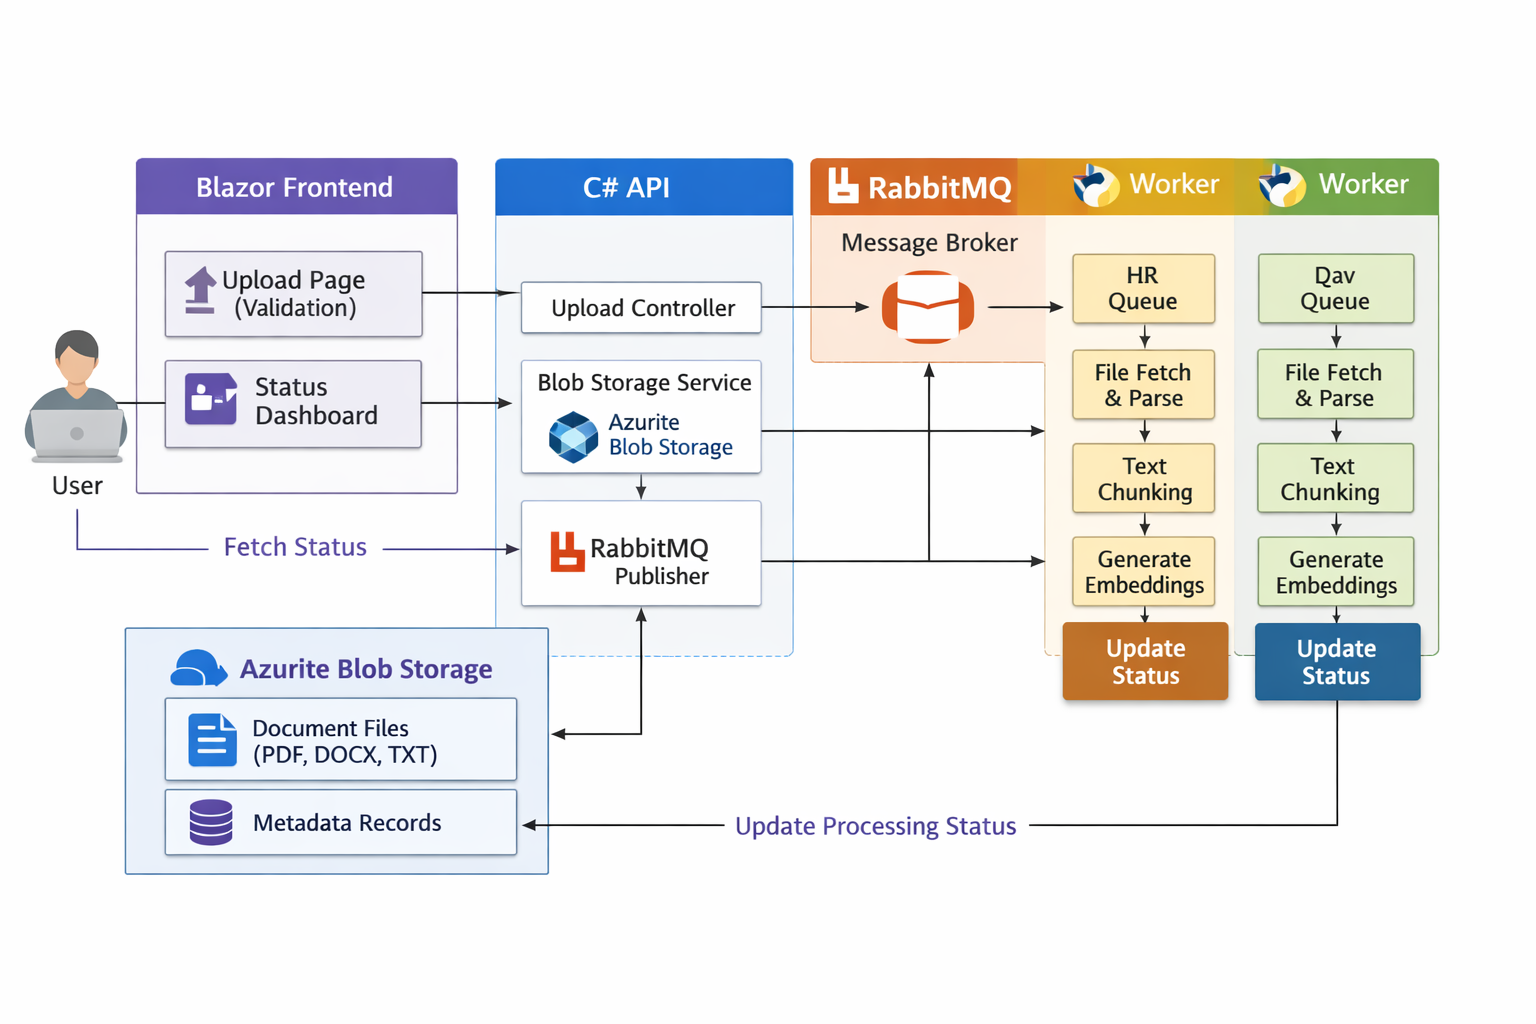 Blazor Frontend
Upload Page
(Validation)
Status
Dashboard
User
Fetch Status
C# API
Upload Controller
Blob Storage Service
Azurite
Blob Storage
RabbitMQ
Publisher
RabbitMQ
Message Broker
Worker
HR
Queue
File Fetch
& Parse
Text
Chunking
Generate
Embeddings
Update
Status
Worker
Qav
Queue
File Fetch
& Parse
Text
Chunking
Generate
Embeddings
Update
Status
Azurite Blob Storage
Document Files
(PDF, DOCX, TXT)
Metadata Records
Update Processing Status